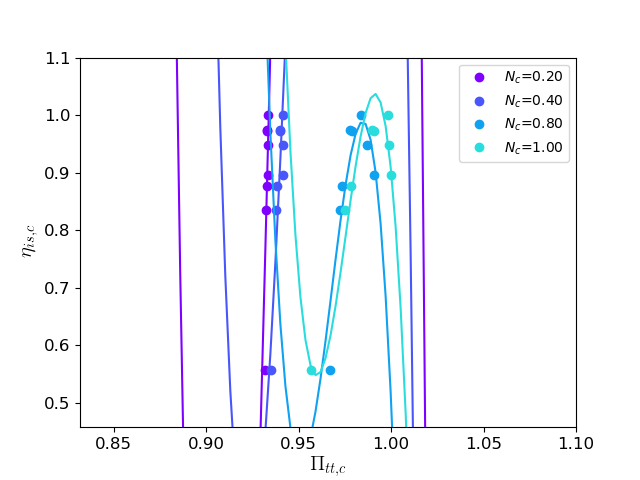 1.1
1.0
0.9
0.8
0.7
0.6
0.5
η_{is,c}
0.85 0.90 0.95 1.00 1.05 1.10
Π_{tt,c}
N_c=0.20
N_c=0.40
N_c=0.80
N_c=1.00